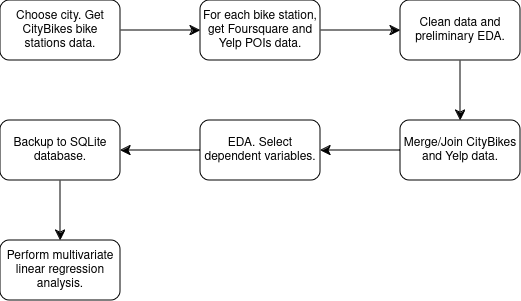 Choose city. Get
CityBikes bike
stations data.
For each bike station,
get Foursquare and
Yelp POIs data.
Clean data and
preliminary EDA.
Merge/Join CityBikes
and Yelp data.
EDA. Select
dependent variables.
Backup to SQLite
database.
Perform multivariate
linear regression
analysis.